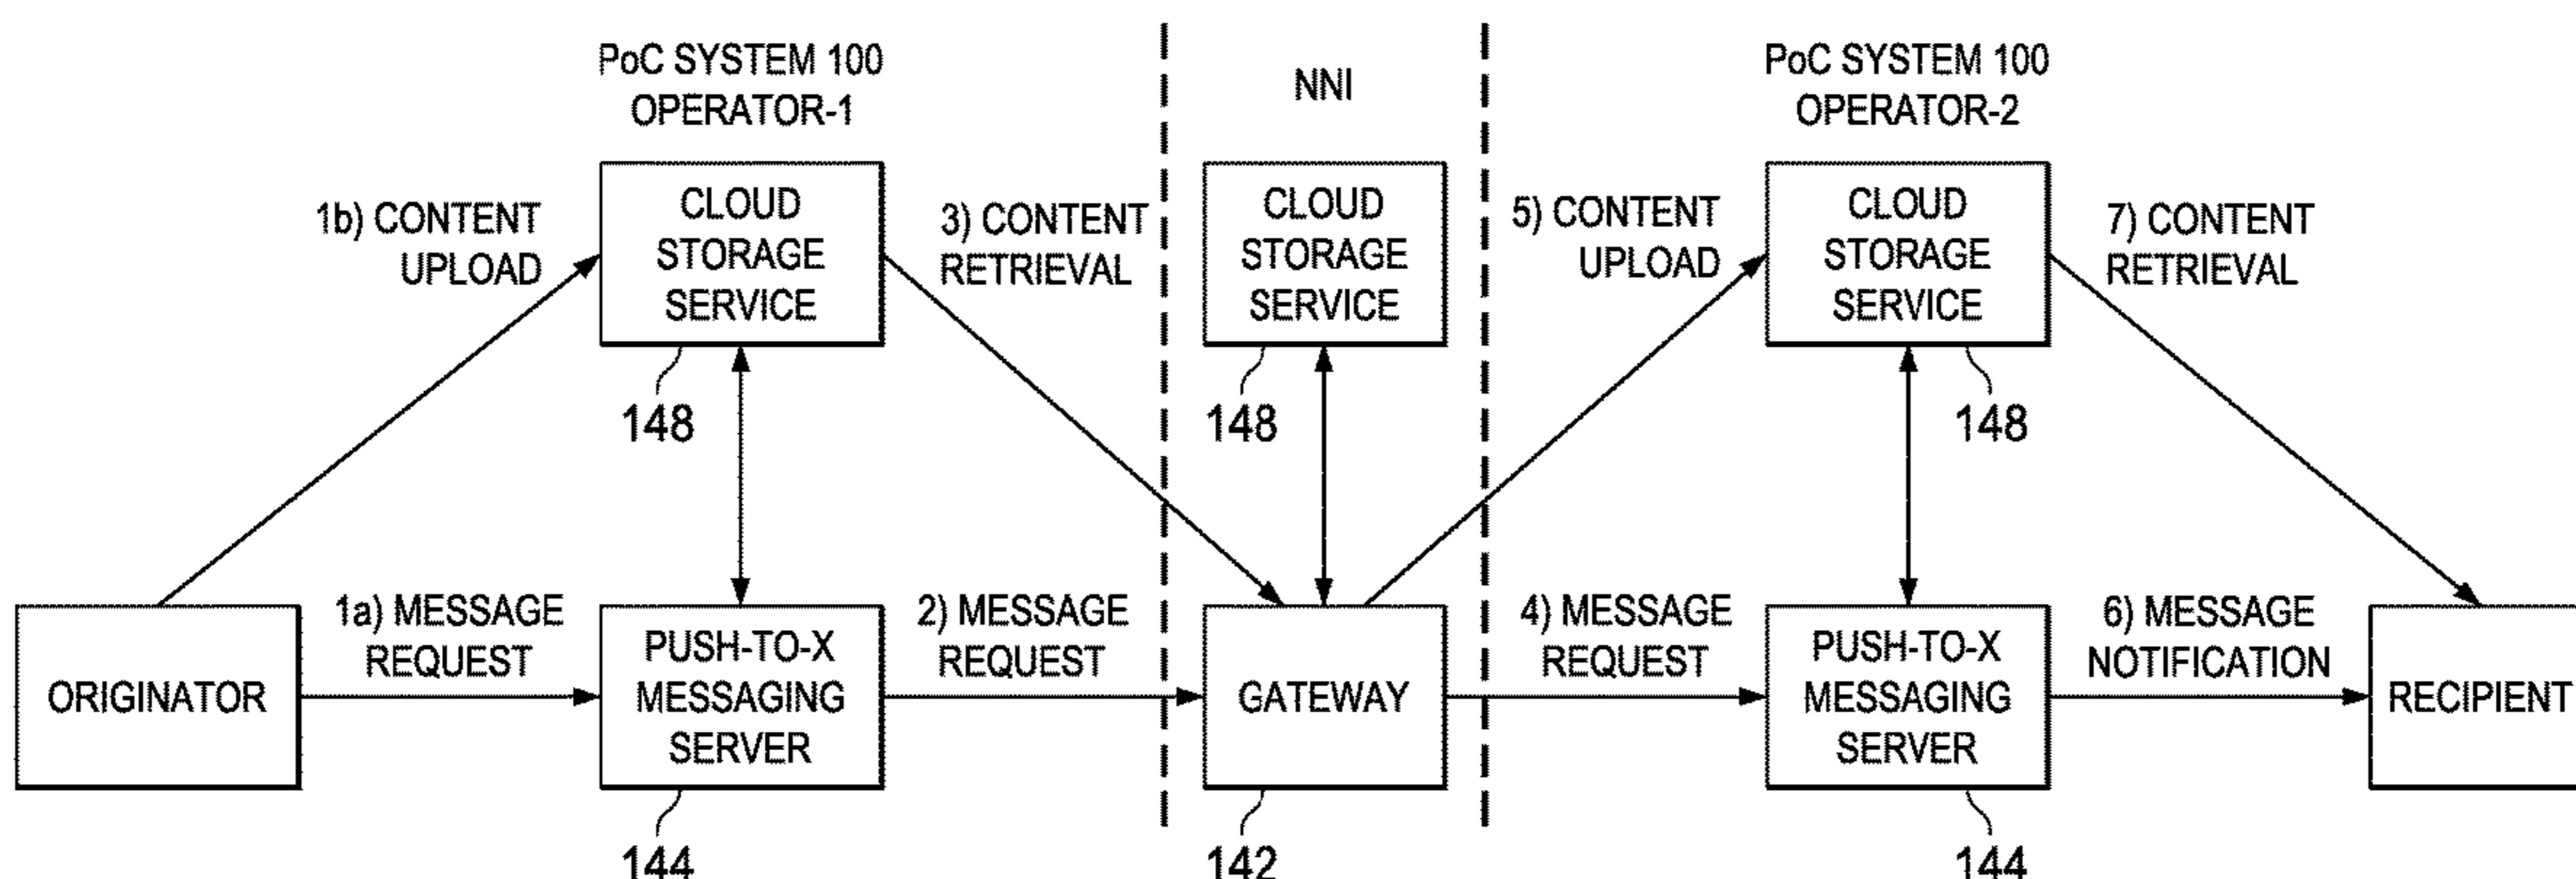 PoC SYSTEM 100
OPERATOR-1
NNI
PoC SYSTEM 100
OPERATOR-2
1b) CONTENT
UPLOAD
CLOUD
STORAGE
SERVICE
3) CONTENT
RETRIEVAL
CLOUD
STORAGE
SERVICE
5) CONTENT
UPLOAD
CLOUD
STORAGE
SERVICE
7) CONTENT
RETRIEVAL
148
148
148
ORIGINATOR
1a) MESSAGE
REQUEST
PUSH-TO-X
MESSAGING
SERVER
2) MESSAGE
REQUEST
GATEWAY
4) MESSAGE
REQUEST
PUSH-TO-X
MESSAGING
SERVER
6) MESSAGE
NOTIFICATION
RECIPIENT
144
142
144